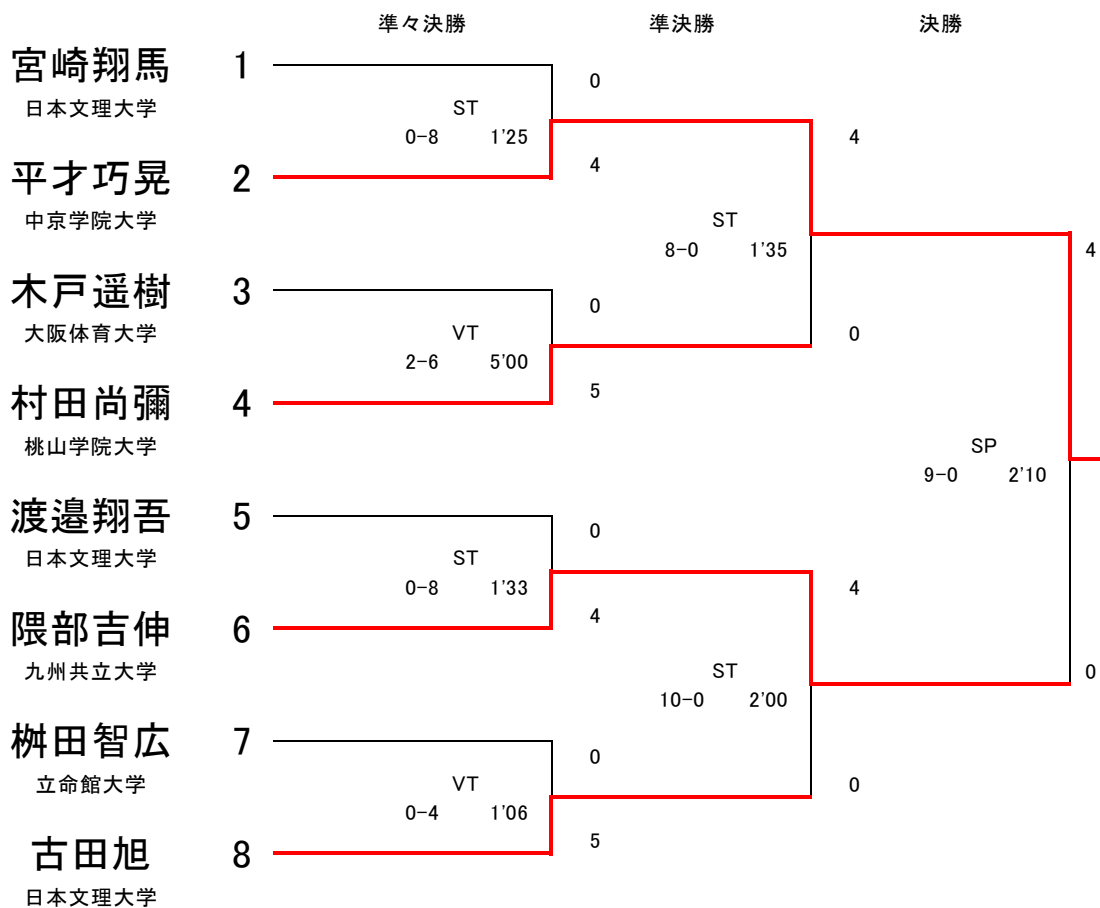 準々決勝 準決勝 決勝
宮崎翔馬 1
日本文理大学
0
ST
0-8 1'25
4
4
平才巧晃 2
中京学院大学
ST
8-0 1'35
4
木戸遥樹 3
大阪体育大学
0
0
VT
2-6 5'00
5
村田尚彌 4
桃山学院大学
SP
9-0 2'10
渡邉翔吾 5
日本文理大学
0
ST
0-8 1'33
4
4
隈部吉伸 6
九州共立大学
ST
10-0 2'00
0
桝田智広 7
立命館大学
0
0
VT
0-4 1'06
5
古田旭 8
日本文理大学